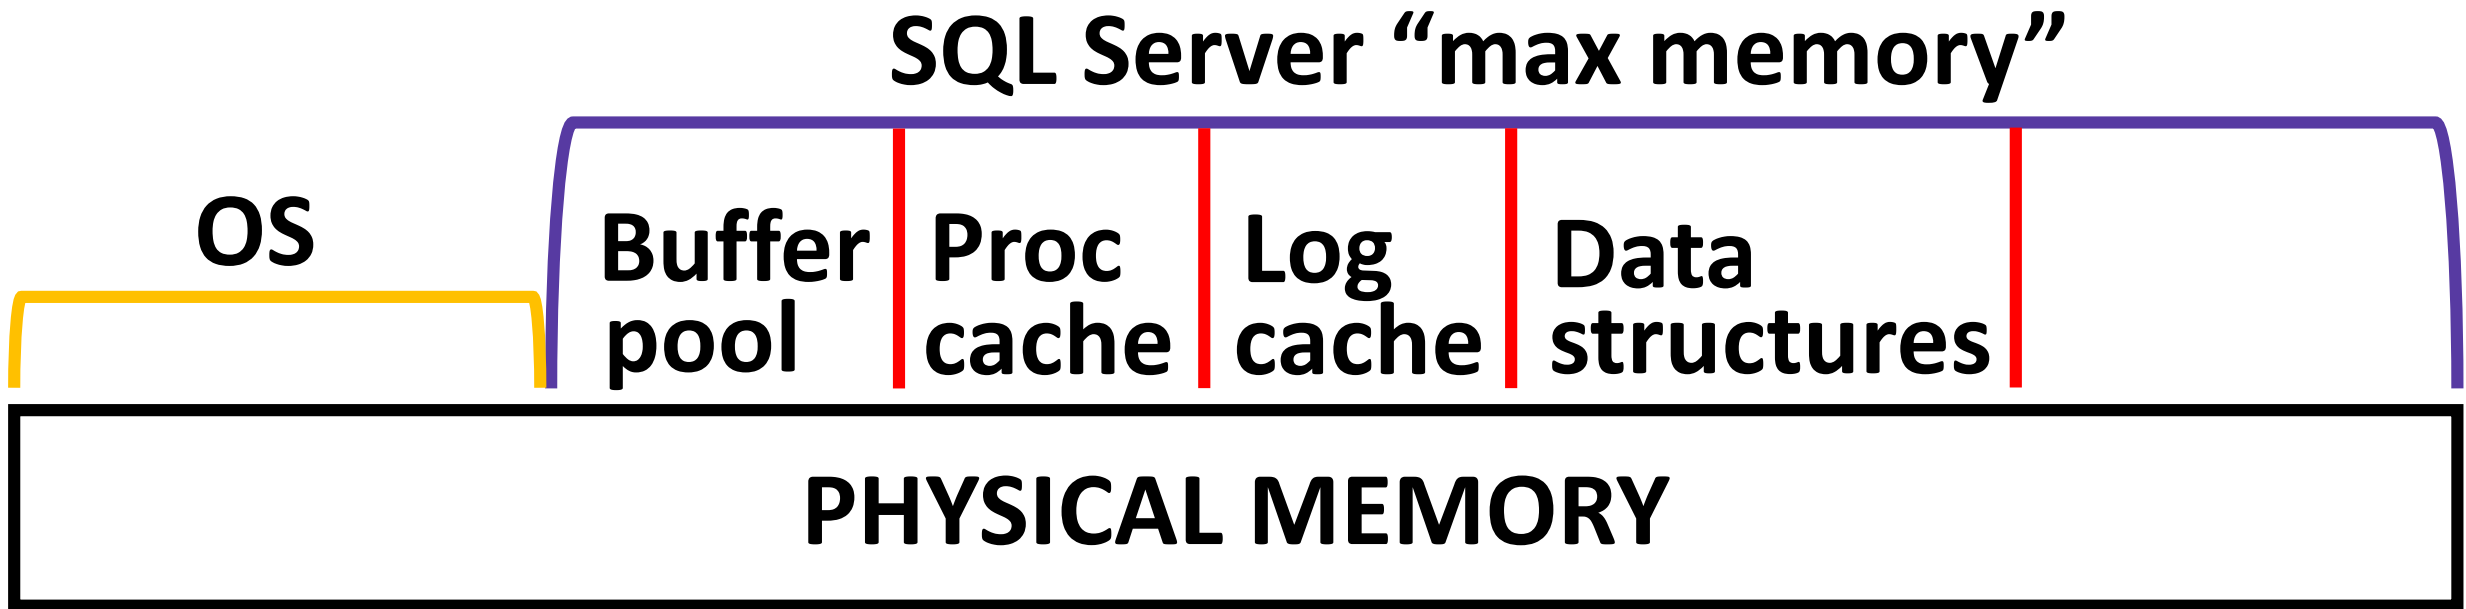 SQL Server “max memory”
OS
Buffer
pool
Proc
cache
Log
cache
Data
structures
PHYSICAL MEMORY